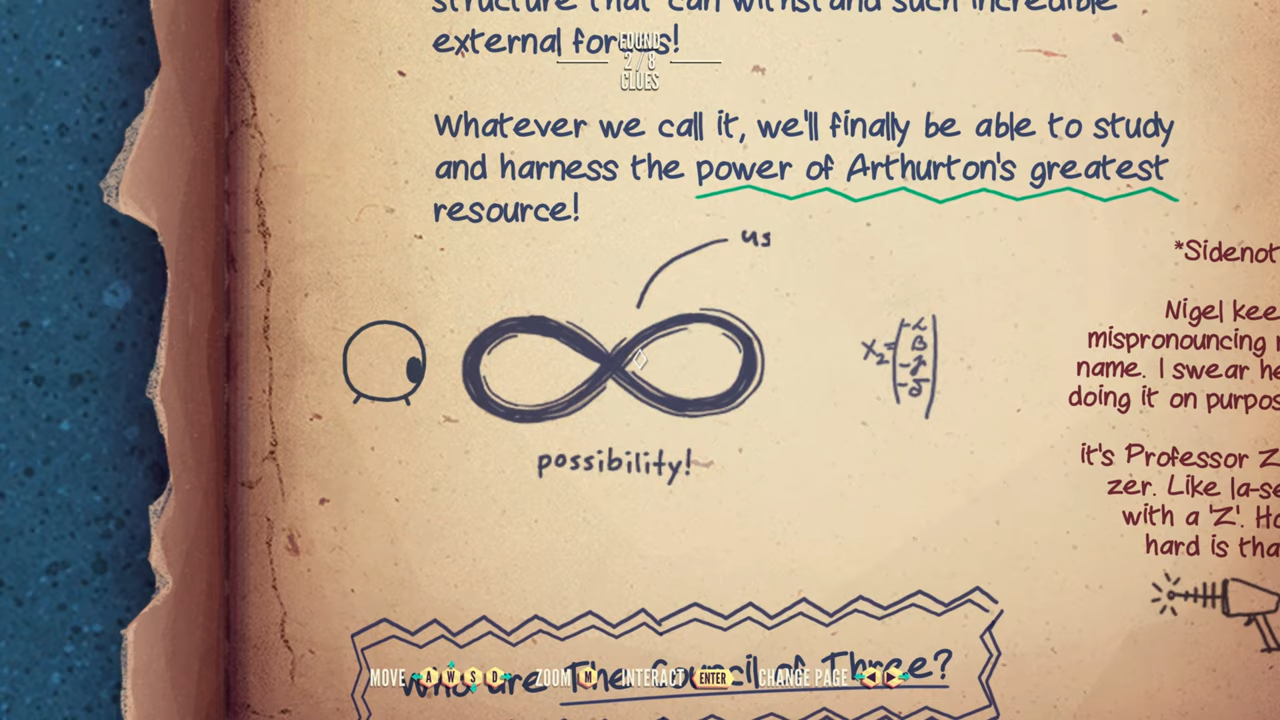 structure that can withstand such incredible
external forces!
FOUND
2/8
CLUES
Whatever we call it, we'll finally be able to study
and harness the power of Arthurton's greatest
resource!
us
possibility!
X2=
*Sidenot
Nigel kee
mispronouncing
name. I swear he
doing it on purpos
it's Professor Z
zer. Like la-se
with a 'Z'. Ho
hard is tha
Who are The Council of Three?
MOVE A W S D ZOOM M INTERACT ENTER CHANGE PAGE